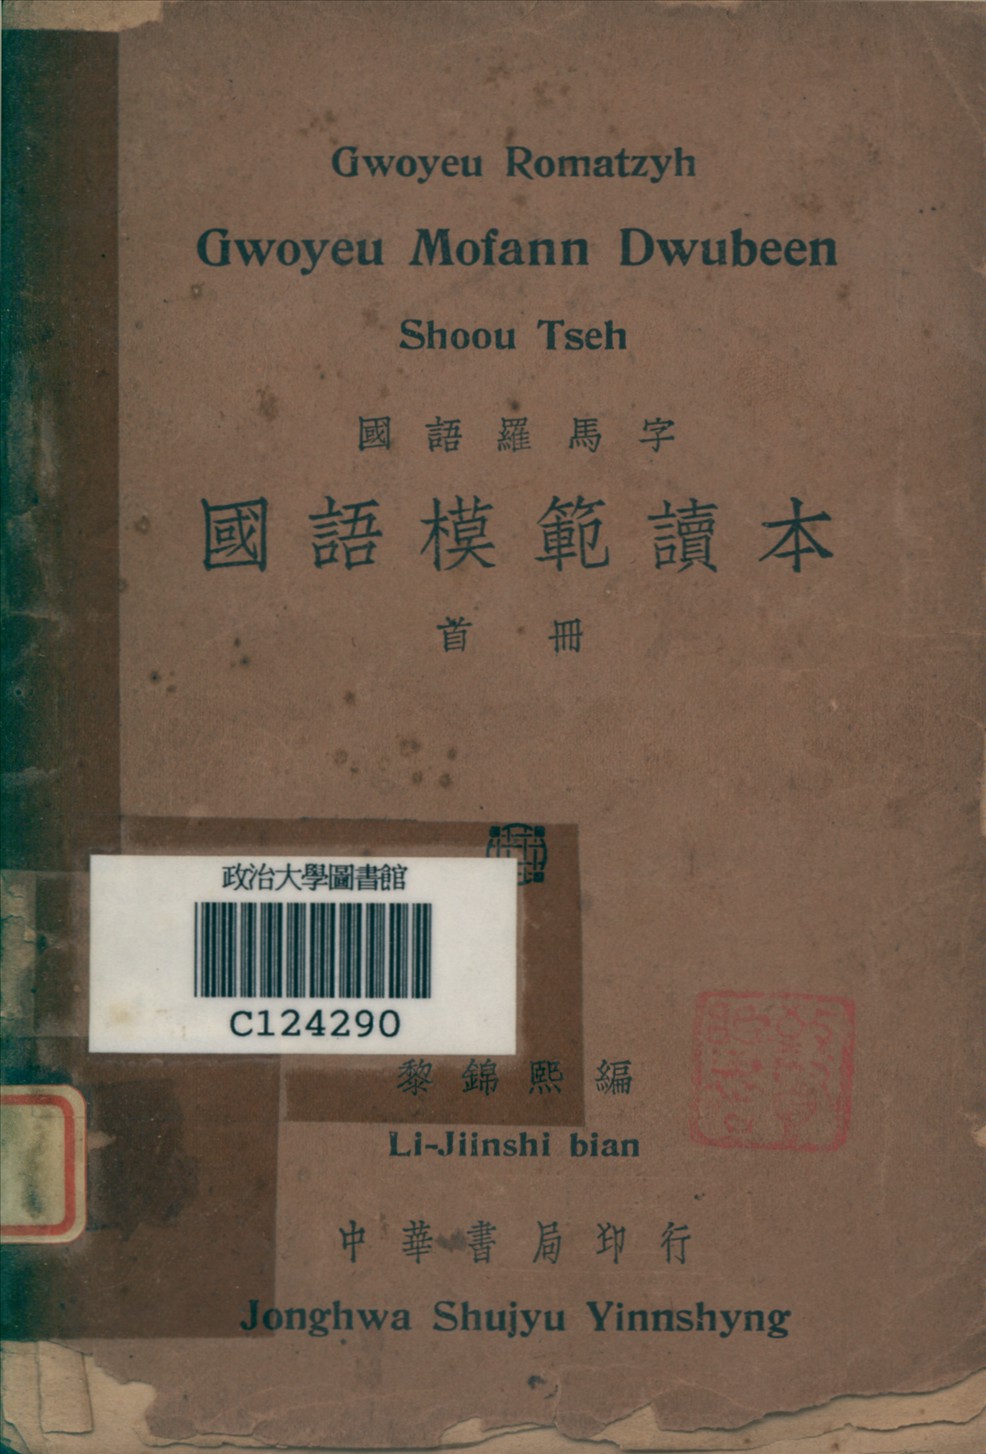 Gwoyeu Romatzyh
Gwoyeu Mofann Dwubeen
Shoou Tseh
國語羅馬字
國語模範讀本
首冊
政治大學圖書館
C124290
黎錦熙編
Li-Jiinshi bian
中華書局印行
Jonghwa Shujyu Yinnshyng